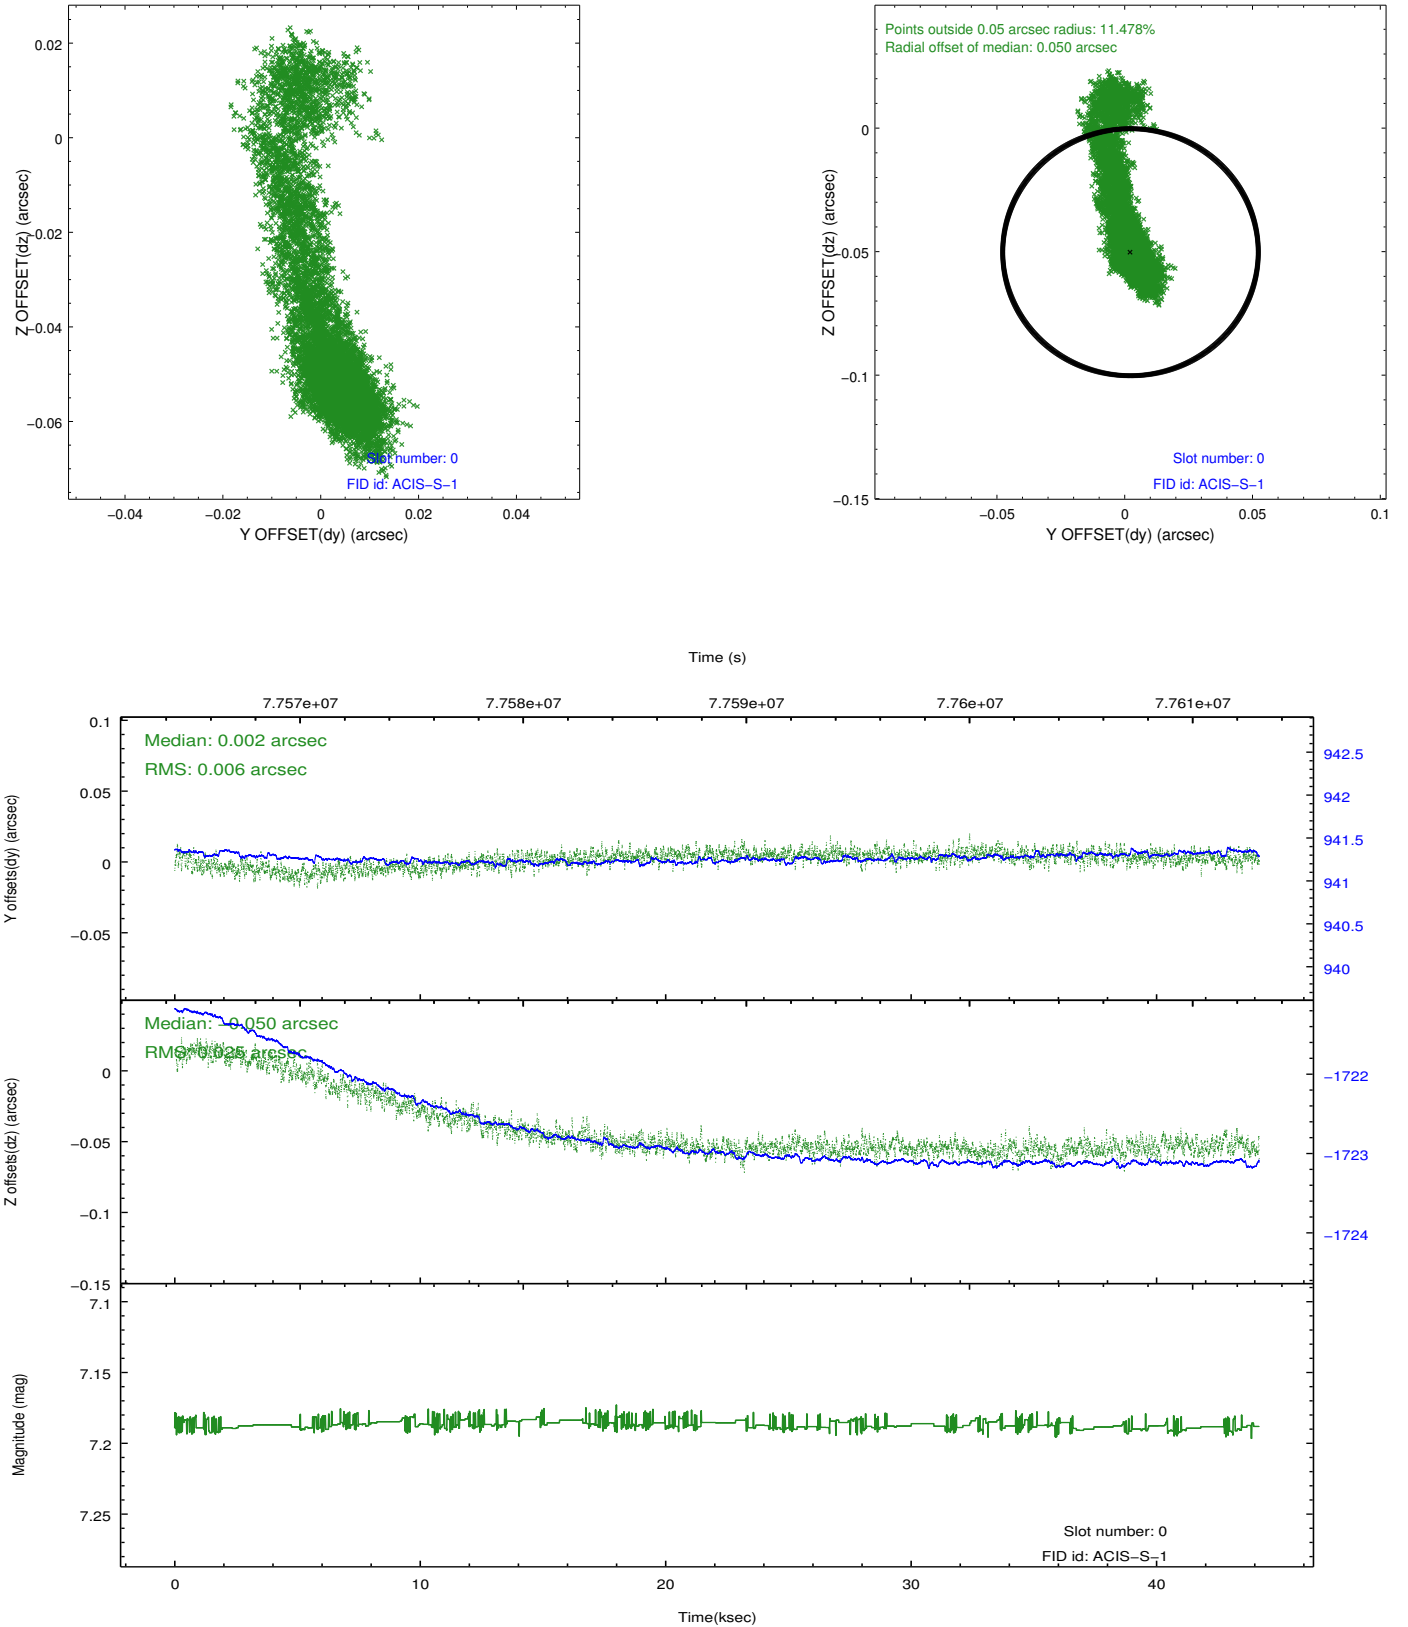 0.02
0
−0.02
−0.04
−0.06
Z OFFSET(dz) (arcsec)
Slot number: 0
FID id: ACIS−S−1
−0.04
−0.02
0
0.02
0.04
Y OFFSET(dy) (arcsec)
Points outside 0.05 arcsec radius: 11.478%
Radial offset of median: 0.050 arcsec
0
−0.05
−0.1
−0.15
Z OFFSET(dz) (arcsec)
Slot number: 0
FID id: ACIS−S−1
−0.05
0
0.05
0.1
Y OFFSET(dy) (arcsec)
Time (s)
7.757e+07
7.758e+07
7.759e+07
7.76e+07
7.761e+07
Median: 0.002 arcsec
RMS: 0.006 arcsec
0.1
0.05
0
−0.05
Y offsets(dy) (arcsec)
942.5
942
941.5
941
940.5
940
Median: −0.050 arcsec
RMS: 0.025 arcsec
0
−0.05
−0.1
−0.15
Z offsets(dz) (arcsec)
−1722
−1723
−1724
7.1
7.15
7.2
7.25
Magnitude (mag)
Slot number: 0
FID id: ACIS−S−1
0
10
20
30
40
Time(ksec)